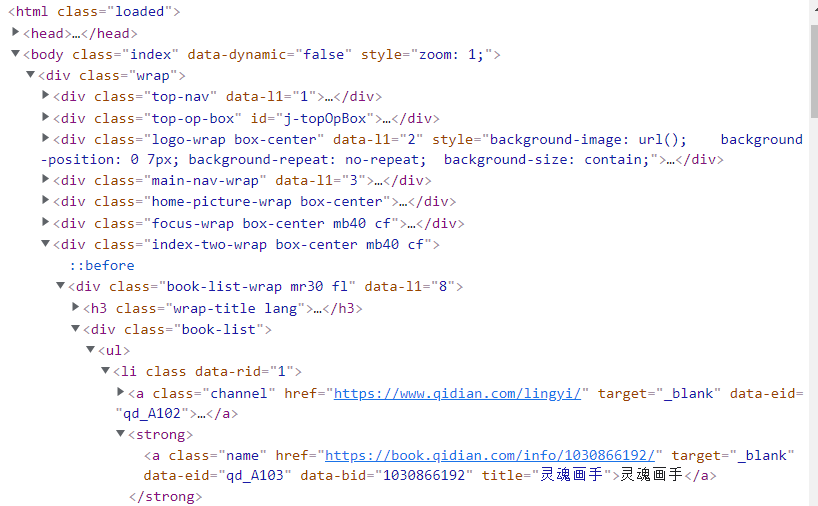 <html class="loaded">
<head>…</head>
<body class="index" data-dynamic="false" style="zoom: 1;">
<div class="wrap">
<div class="top-nav" data-l1="1">…</div>
<div class="top-op-box" id="j-topOpBox">…</div>
<div class="logo-wrap box-center" data-l1="2" style="background-image: url();    background
-position: 0 7px; background-repeat: no-repeat;  background-size: contain;">…</div>
<div class="main-nav-wrap" data-l1="3">…</div>
<div class="home-picture-wrap box-center">…</div>
<div class="focus-wrap box-center mb40 cf">…</div>
<div class="index-two-wrap box-center mb40 cf">
::before
<div class="book-list-wrap mr30 fl" data-l1="8">
<h3 class="wrap-title lang">…</h3>
<div class="book-list">
<ul>
<li class data-rid="1">
<a class="channel" href="https://www.qidian.com/lingyi/" target="_blank" data-eid=
"qd_A102">…</a>
<strong>
<a class="name" href="https://book.qidian.com/info/1030866192/" target="_blank"
data-eid="qd_A103" data-bid="1030866192" title="灵魂画手">灵魂画手</a>
</strong>